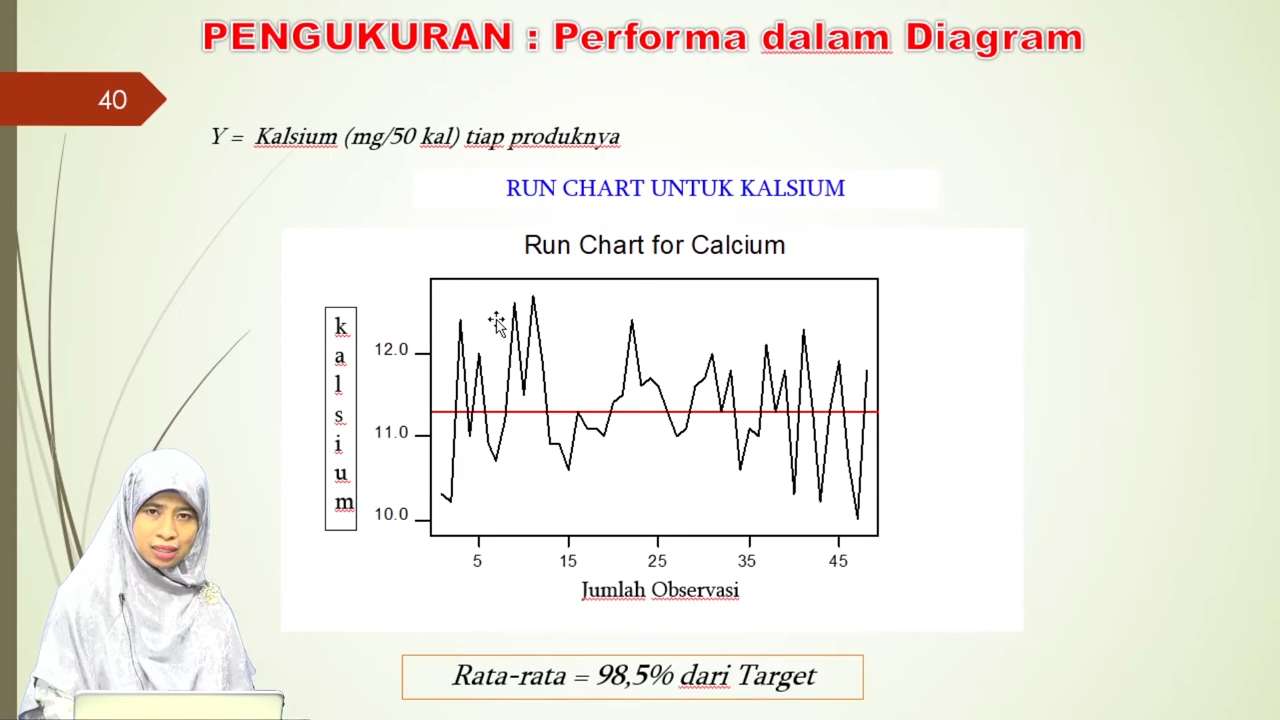 PENGUKURAN : Performa dalam Diagram
40
Y = Kalsium (mg/50 kal) tiap produknya
RUN CHART UNTUK KALSIUM
Run Chart for Calcium
k
a
l
s
i
u
m
12.0
11.0
10.0
5 15 25 35 45
Jumlah Observasi
Rata-rata = 98,5% dari Target